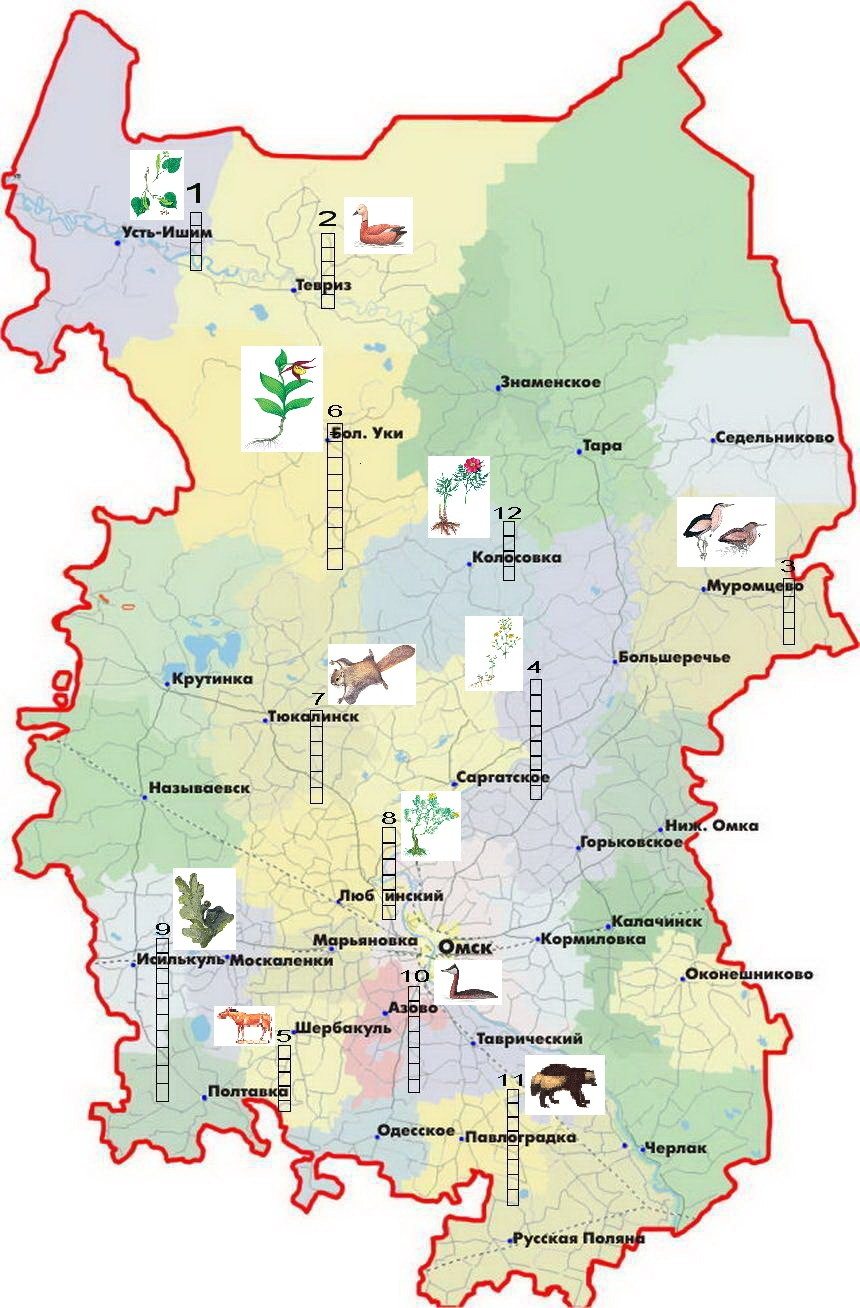 1
Усть-Ишим
2
Тевриз
Знаменское
6
Бол. Уки
Седельниково
Тара
12
Колосовка
3
Муромцево
Большеречье
4
Крутинка
7
Тюкалинск
Саргатское
Называевск
8
Ниж. Омка
Горьковское
Люб инский
Калачинск
9
Марьяновка
Омск
Кормиловка
Исилькуль
Москаленки
10
Оконешниково
Азово
5
Шербакуль
Таврический
11
Полтавка
Одесское
Павлоградка
Черлак
Русская Поляна